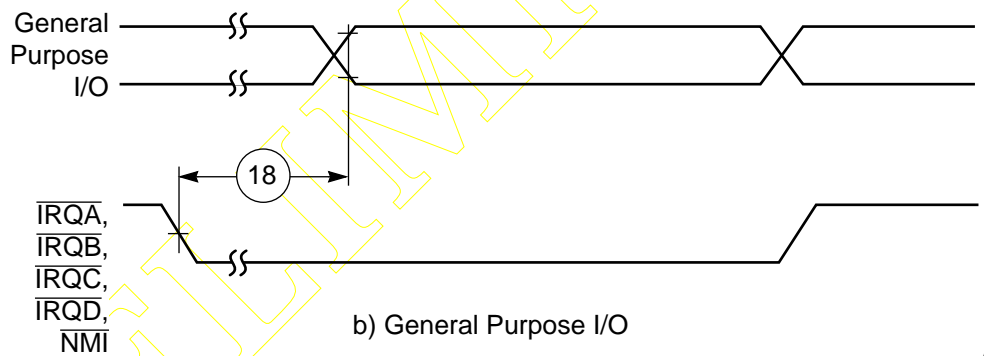 General
Purpose
I/O
18
IRQA,
IRQB,
IRQC,
IRQD,
NMI
b) General Purpose I/O